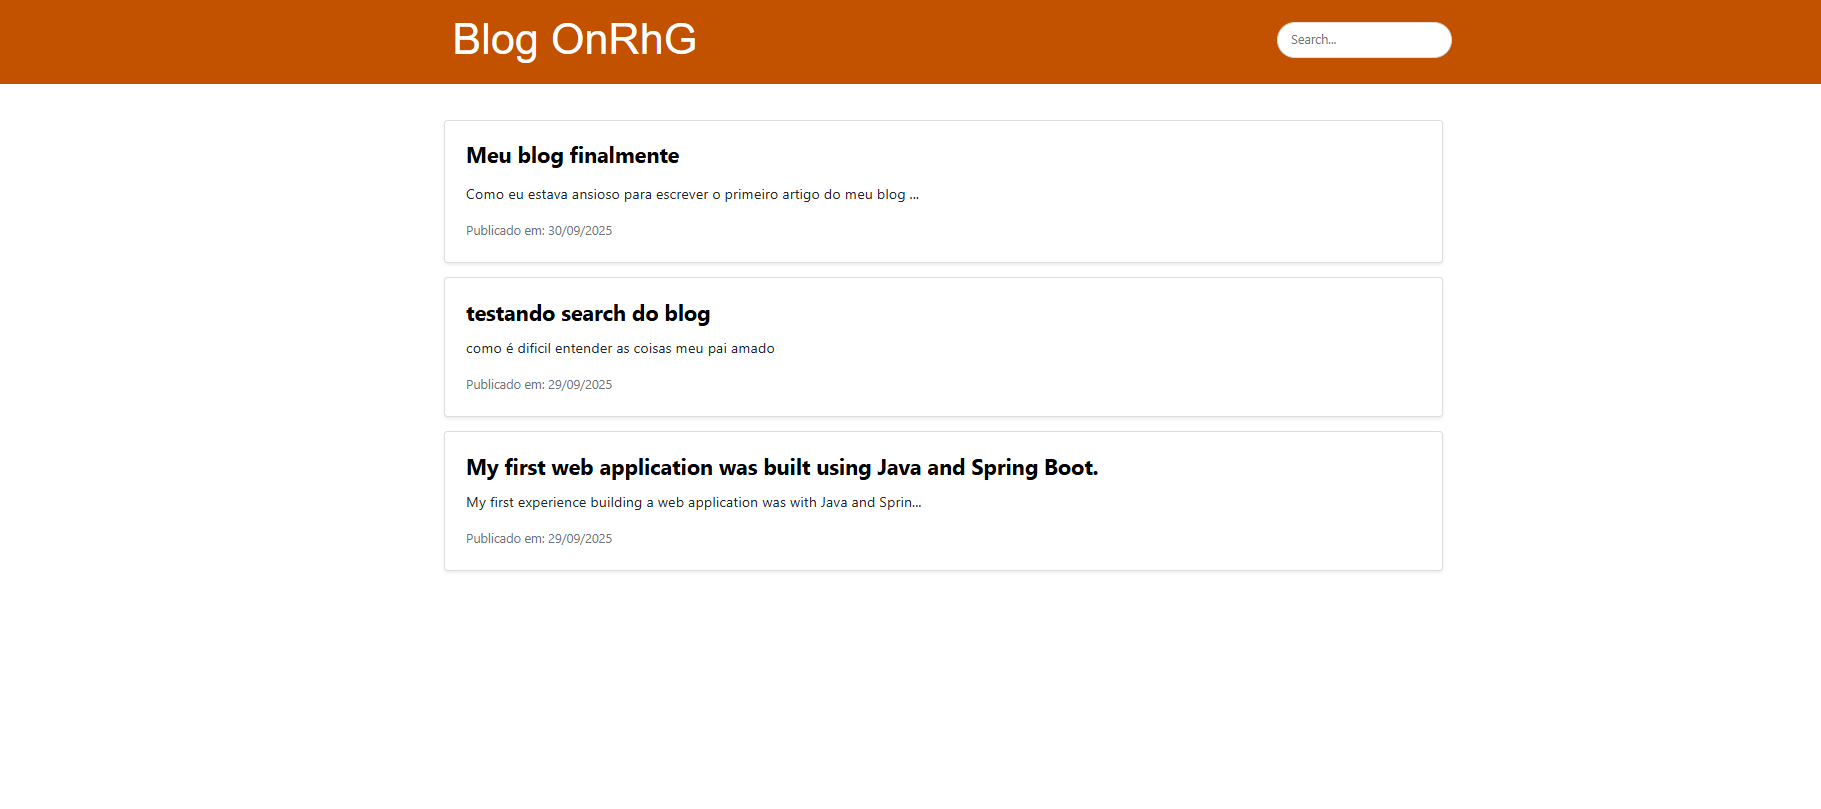 Blog OnRhG
Search...
Meu blog finalmente
Como eu estava ansioso para escrever o primeiro artigo do meu blog ...
Publicado em: 30/09/2025
testando search do blog
como é dificil entender as coisas meu pai amado
Publicado em: 29/09/2025
My first web application was built using Java and Spring Boot.
My first experience building a web application was with Java and Sprin...
Publicado em: 29/09/2025